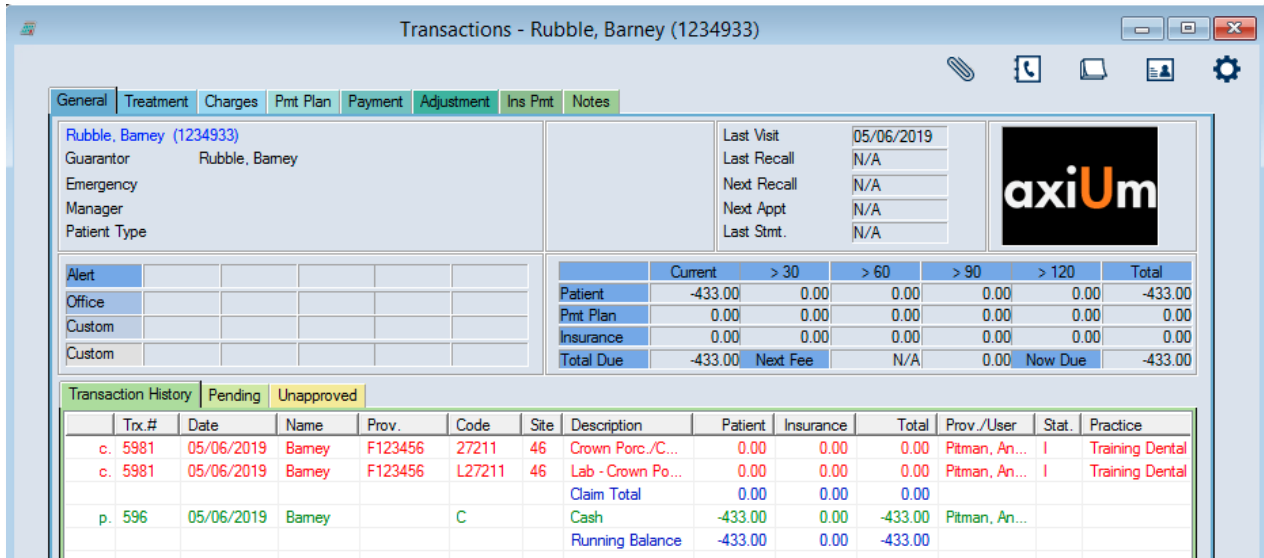 Transactions - Rubble, Barney (1234933)
General Treatment Charges Pmt Plan Payment Adjustment Ins Pmt Notes
Rubble, Barney (1234933)
Guarantor Rubble, Barney
Emergency
Manager
Patient Type
Last Visit 05/06/2019
Last Recall N/A
Next Recall N/A
Next Appt N/A
Last Stmt. N/A
axiUm
Alert
Office
Custom
Custom
Current > 30 > 60 > 90 > 120 Total
Patient -433.00 0.00 0.00 0.00 0.00 -433.00
Pmt Plan 0.00 0.00 0.00 0.00 0.00 0.00
Insurance 0.00 0.00 0.00 0.00 0.00 0.00
Total Due -433.00 Next Fee N/A 0.00 Now Due -433.00
Transaction History Pending Unapproved
Trx.# Date Name Prov. Code Site Description Patient Insurance Total Prov./User Stat. Practice
c. 5981 05/06/2019 Barney F123456 27211 46 Crown Porc./C... 0.00 0.00 0.00 Pitman, An... I Training Dental
c. 5981 05/06/2019 Barney F123456 L27211 46 Lab - Crown Po... 0.00 0.00 0.00 Pitman, An... I Training Dental
Claim Total 0.00 0.00 0.00
p. 596 05/06/2019 Barney C Cash -433.00 0.00 -433.00 Pitman, An...
Running Balance -433.00 0.00 -433.00